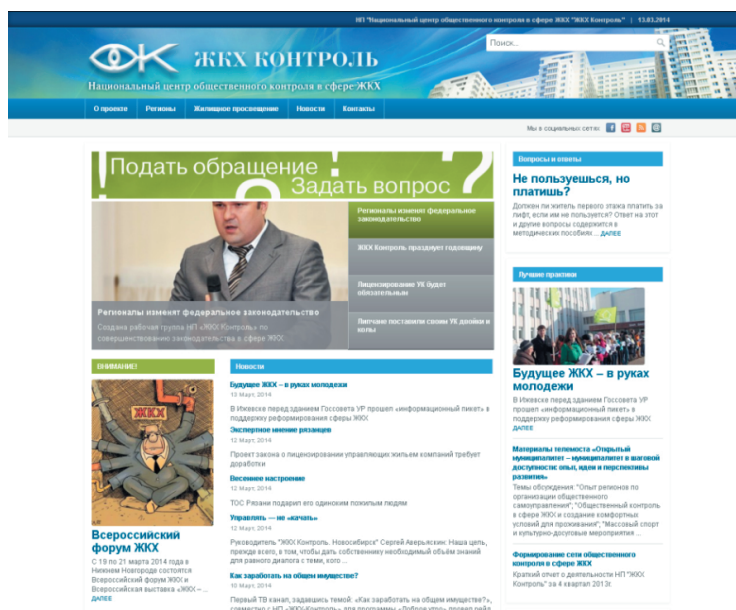 НП "Национальный центр общественного контроля в сфере ЖКХ "ЖКХ Контроль" | 13.03.2014
ЖКХ КОНТРОЛЬ
Национальный центр общественного контроля в сфере ЖКХ
Поиск...
О проекте Регионы Жилищное просвещение Новости Контакты
Мы в социальных сетях:
Подать обращение !
Задать вопрос ?
Регионалы изменят федеральное законодательство
Создана рабочая группа НП «ЖКХ Контроль» по
совершенствованию законодательства в сфере ЖКХ
Регионалы изменят федеральное
законодательство
ЖКХ Контроль празднует годовщину
Лицензирование УК будет
обязательным
Липчане поставили своим УК двойки и
колы
ВНИМАНИЕ!
ЖКХ
Всероссийский
форум ЖКХ
С 19 по 21 марта 2014 года в
Нижнем Новгороде состоятся
Всероссийский форум ЖКХ и
Всероссийская выставка «ЖКХ – ...
ДАЛЕЕ
Новости
Будущее ЖКХ – в руках молодежи
13 Март, 2014
В Ижевске перед зданием Госсовета УР прошел «информационный пикет» в
поддержку реформирования сферы ЖКХ
Экспертное мнение рязанцев
12 Март, 2014
Проект закона о лицензировании управляющих жильем компаний требует
доработки
Весеннее настроение
12 Март, 2014
ТОС Рязани подарил его одиноким пожилым людям
Управлять — не «качать»
12 Март, 2014
Руководитель "ЖКХ Контроль. Новосибирск" Сергей Аверьяскин: Наша цель,
прежде всего, в том, чтобы дать собственнику необходимый объём знаний
для равного диалога с теми, кого ...
Как заработать на общем имуществе?
10 Март, 2014
Первый ТВ канал, задавшись темой: «Как заработать на общем имуществе?»,
совместно с НП «ЖКХ-Контроль» для программы «Доброе утро» провел рейд
Вопросы и ответы
Не пользуешься, но
платишь?
Должен ли житель первого этажа платить за
лифт, если им не пользуется? Ответ на этот
и другие вопросы содержится в
методических пособиях ... ДАЛЕЕ
Лучшие практики
Будущее ЖКХ – в руках
молодежи
В Ижевске перед зданием Госсовета УР
прошел «информационный пикет» в
поддержку реформирования сферы ЖКХ
ДАЛЕЕ
Материалы телемоста «Открытый
муниципалитет – муниципалитет в шаговой
доступности: опыт, идеи и перспективы
развития»
Темы обсуждения: "Опыт регионов по
организации общественного
самоуправления"; "Общественный контроль
в сфере ЖКХ и создание комфортных
условий для проживания"; "Массовый спорт
и культурно-досуговые мероприятия ...
Формирование сети общественного
контроля в сфере ЖКХ
Краткий отчет о деятельности НП "ЖКХ
Контроль" за 4 квартал 2013г.